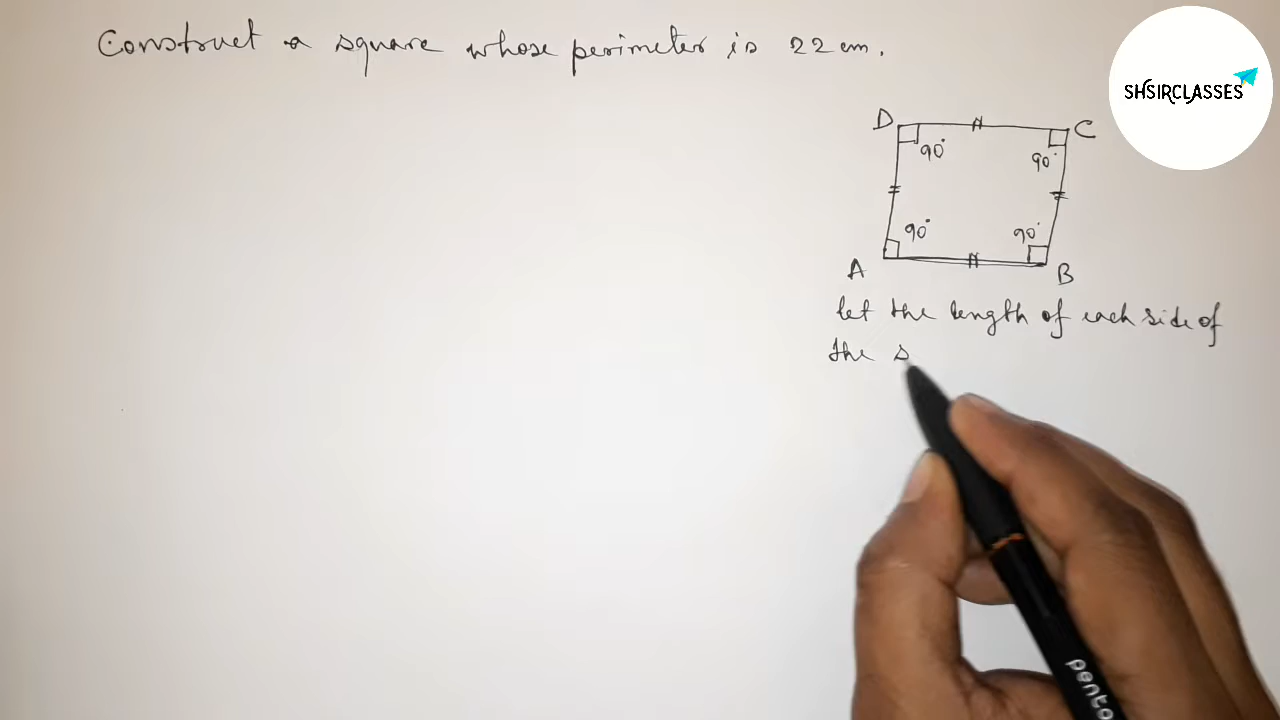 Construct a square whose perimeter is 22 cm.
SHSIRCLASSES
D
C
90°
90°
90°
90°
A
B
let the length of each side of
the s
pento